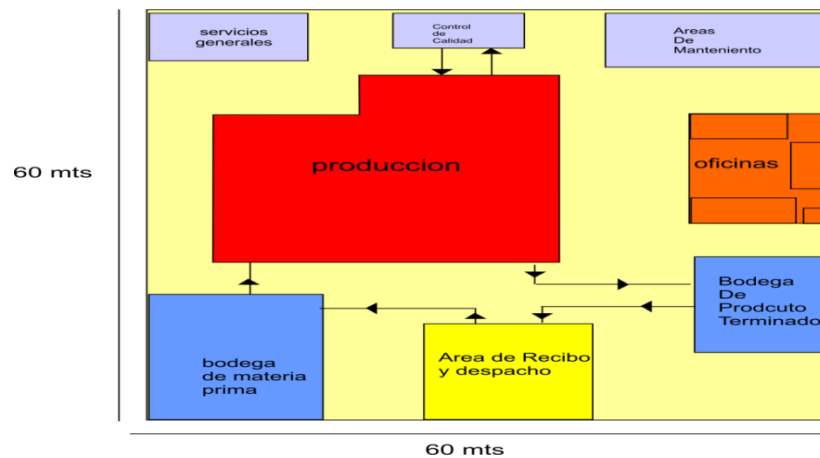 servicios
generales
Control
de
Calidad
Areas
De
Manteniento
60 mts
produccion
oficinas
Bodega
De
Prodcuto
Terminado
bodega
de materia
prima
Area de Recibo
y despacho
60 mts